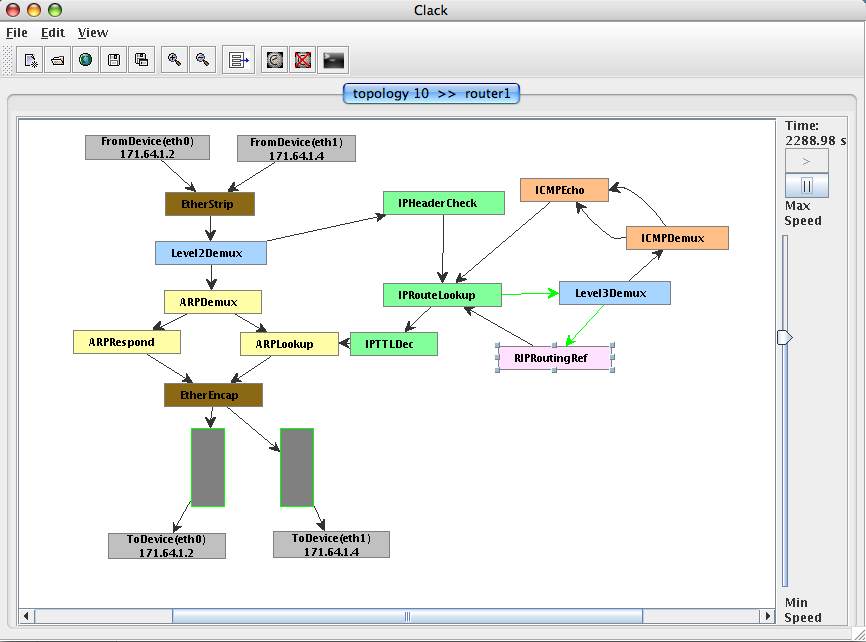 Clack
File Edit View
topology 10 >> router1
Time:
2288.98 s
>
Max
Speed
Min
Speed
FromDevice(eth0)
171.64.1.2
FromDevice(eth1)
171.64.1.4
EtherStrip
IPHeaderCheck
ICMPEcho
Level2Demux
ICMPDemux
ARPDemux
IPRouteLookup
Level3Demux
ARPRespond
ARPLookup
IPTTLDec
RIPRoutingRef
EtherEncap
ToDevice(eth0)
171.64.1.2
ToDevice(eth1)
171.64.1.4